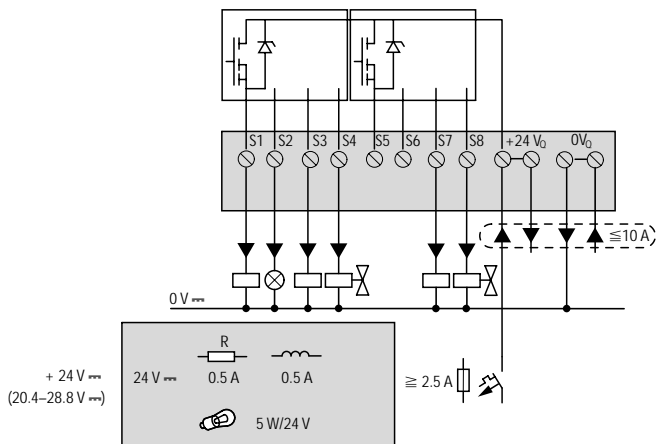 S1 S2 S3 S4 S5 S6 S7 S8 +24 VQ 0VQ
≦10 A
0 V ⎓
R
+ 24 V ⎓ 24 V ⎓ 0.5 A 0.5 A ≧ 2.5 A
(20.4–28.8 V ⎓)
5 W/24 V